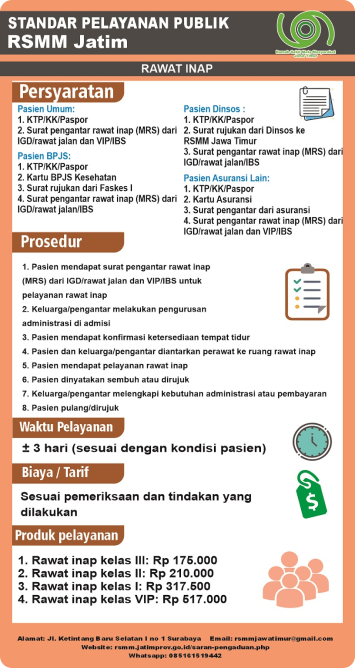 STANDAR PELAYANAN PUBLIK
RSMM Jatim
RAWAT INAP
Persyaratan
Pasien Umum:
1. KTP/KK/Paspor
2. Surat pengantar rawat inap (MRS) dari
IGD/rawat jalan dan VIP/IBS
Pasien BPJS:
1. KTP/KK/Paspor
2. Kartu BPJS Kesehatan
3. Surat rujukan dari Faskes I
4. Surat pengantar rawat inap (MRS) dari
IGD/rawat jalan/IBS
Pasien Dinsos :
1. KTP/KK/Paspor
2. Surat rujukan dari Dinsos ke
RSMM Jawa Timur
3. Surat pengantar rawat inap (MRS) dari
IGD/rawat jalan/IBS
Pasien Asuransi Lain:
1. KTP/KK/Paspor
2. Kartu Asuransi
3. Surat pengantar dari asuransi
4. Surat pengantar rawat inap (MRS) dari
IGD/rawat jalan dan VIP/IBS
Prosedur
1. Pasien mendapat surat pengantar rawat inap
(MRS) dari IGD/rawat jalan dan VIP/IBS untuk
pelayanan rawat inap
2. Keluarga/pengantar melakukan pengurusan
administrasi di admisi
3. Pasien mendapat konfirmasi ketersediaan tempat tidur
4. Pasien dan keluarga/pengantar diantarkan perawat ke ruang rawat inap
5. Pasien mendapat pelayanan rawat inap
6. Pasien dinyatakan sembuh atau dirujuk
7. Keluarga/pengantar melengkapi kebutuhan administrasi atau pembayaran
8. Pasien pulang/dirujuk
Waktu Pelayanan
± 3 hari (sesuai dengan kondisi pasien)
Biaya / Tarif
Sesuai pemeriksaan dan tindakan yang
dilakukan
Produk pelayanan
1. Rawat inap kelas III: Rp 175.000
2. Rawat inap kelas II: Rp 210.000
3. Rawat inap kelas I: Rp 317.500
4. Rawat inap kelas VIP: Rp 517.000
Alamat: Jl. Ketintang Baru Selatan I no 1 Surabaya Email: rsmmjawatimur@gmail.com
Website: rsmm.jatimprov.go.id/saran-pengaduan.php
Whatsapp: 085161519442